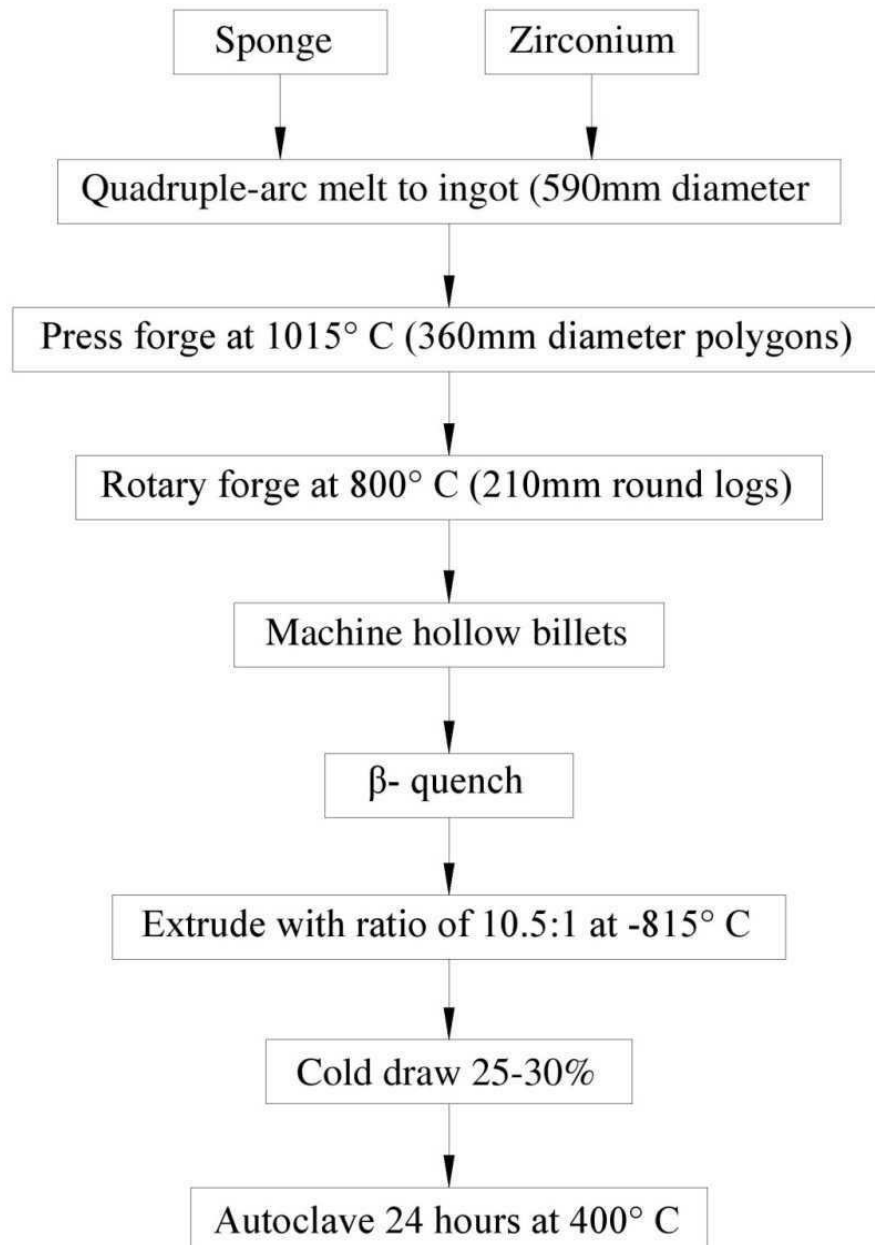 Sponge
Zirconium
Quadruple-arc melt to ingot (590mm diameter
Press forge at 1015° C (360mm diameter polygons)
Rotary forge at 800° C (210mm round logs)
Machine hollow billets
β- quench
Extrude with ratio of 10.5:1 at -815° C
Cold draw 25-30%
Autoclave 24 hours at 400° C